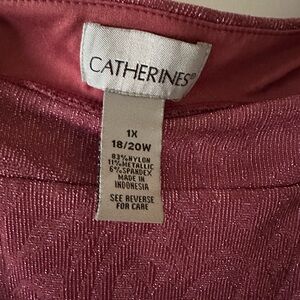 CATHERINES®
1X
18/20W
83%NYLON
11%METALLIC
6%SPANDEX
MADE IN
INDONESIA
SEE REVERSE
FOR CARE